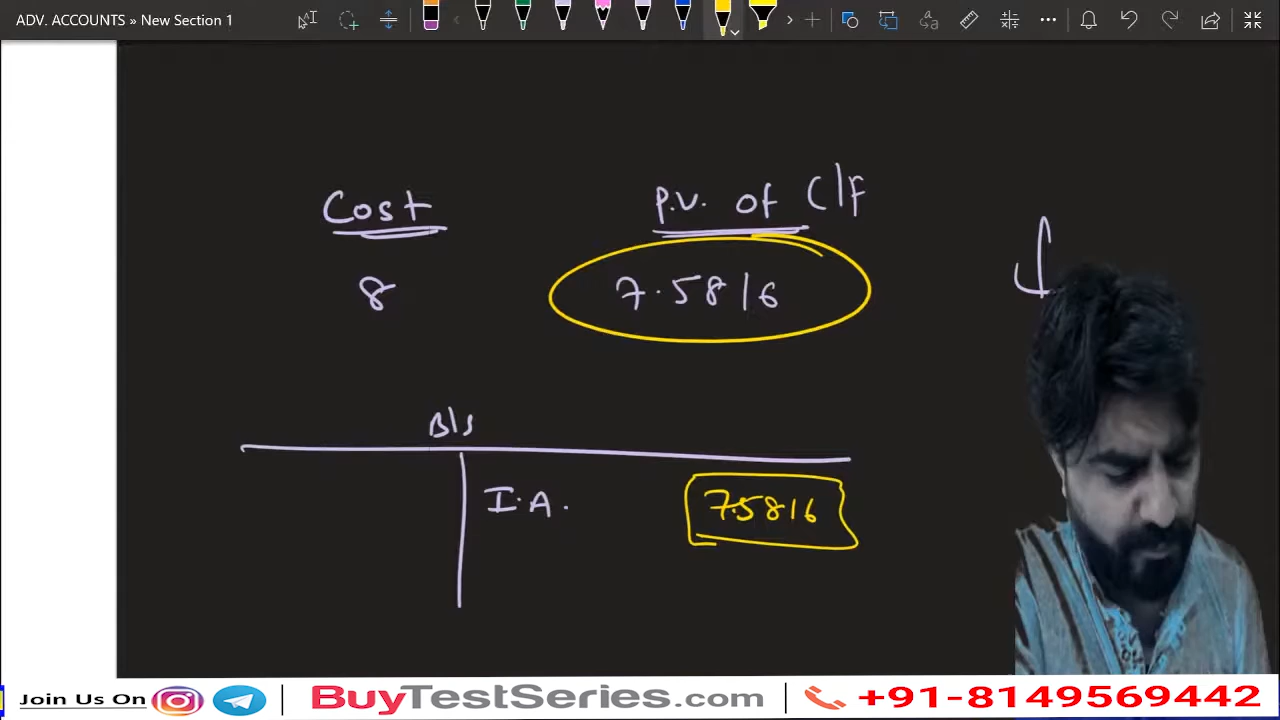 ADV. ACCOUNTS » New Section 1
Cost P.V. of C/F
8 7.5816
B/S
I.A. 7.5816
Join Us On BuyTestSeries.com +91-8149569442